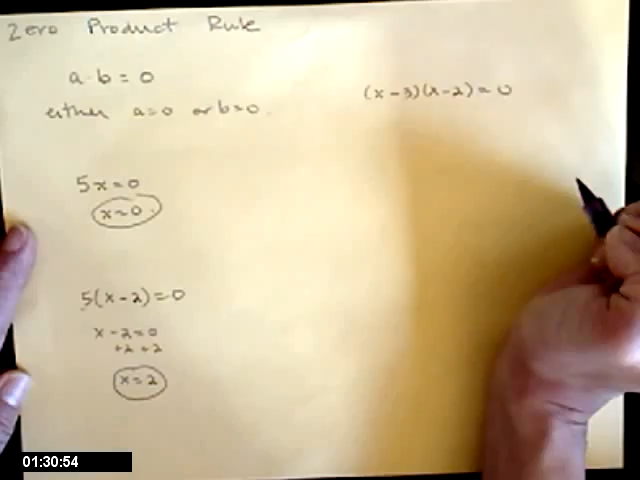 Zero Product Rule
a·b = 0
either a=0 or b=0.
5x=0
x=0.
5(x-2)=0
x-2=0
+2 +2
x=2
(x-3)(x-2)=0
01:30:54